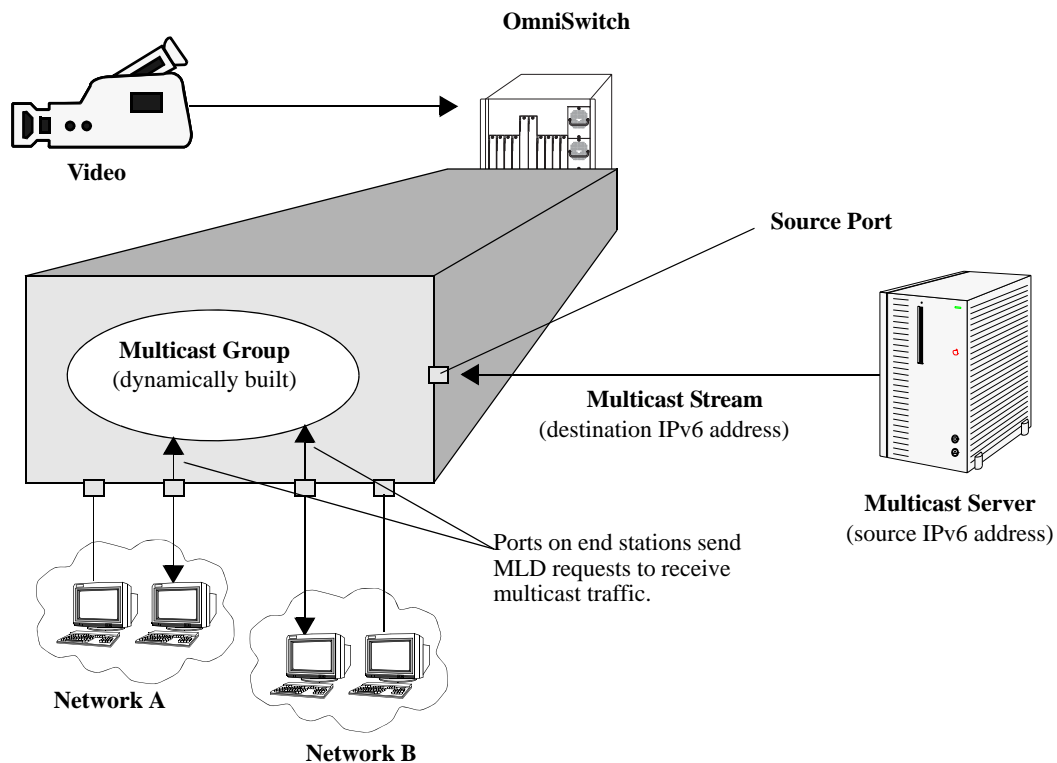 OmniSwitch
Video
Source Port
Multicast Group
(dynamically built)
Multicast Stream
(destination IPv6 address)
Multicast Server
(source IPv6 address)
Ports on end stations send
MLD requests to receive
multicast traffic.
Network A
Network B